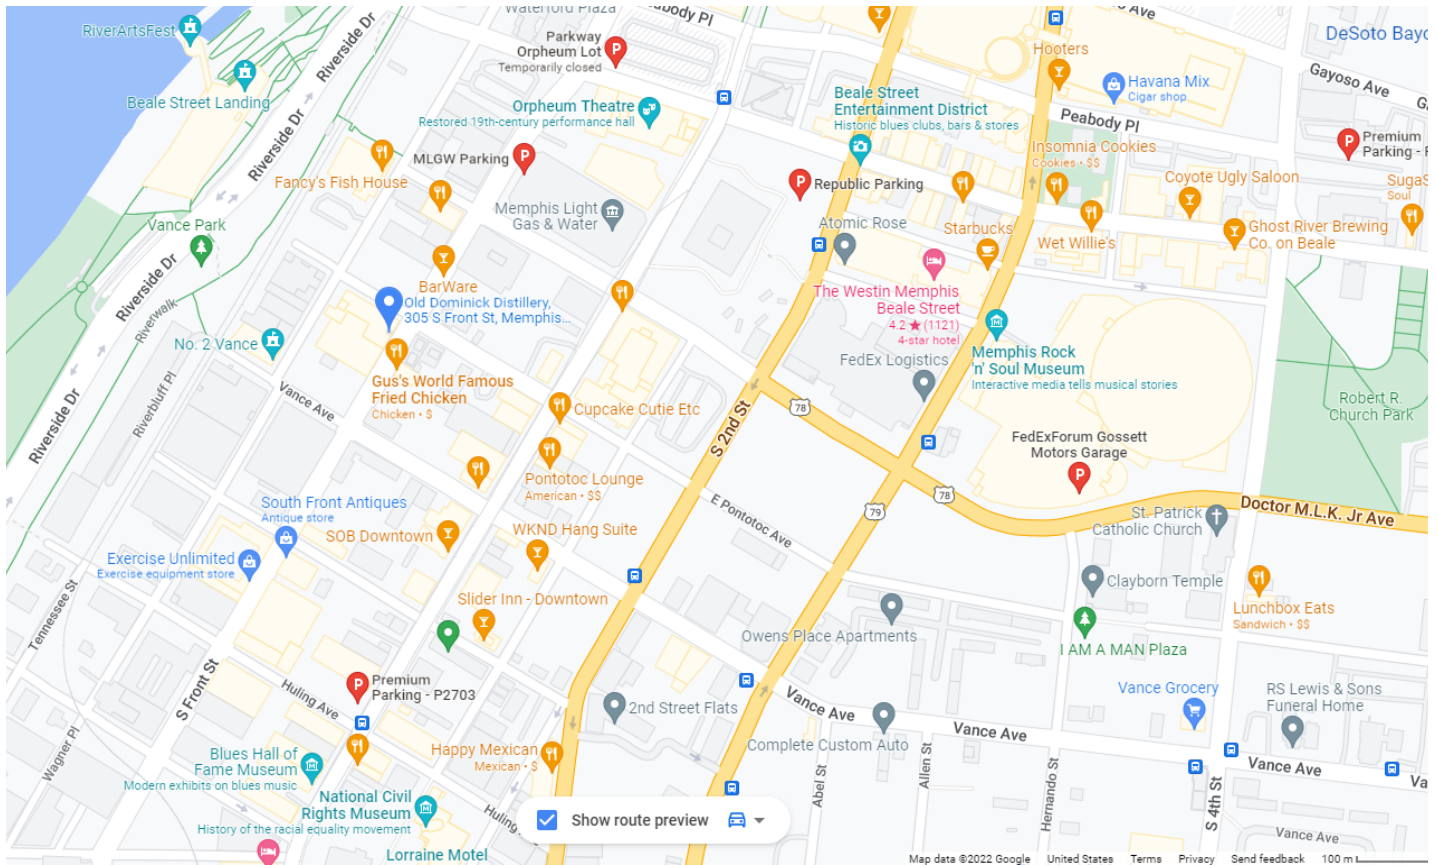 Waterford Plaza
Peabody Pl
Ave
DeSoto Bayo
RiverArtsFest
Riverside Dr
Parkway
Orpheum Lot
Temporarily closed
Hooters
Gayoso Ave
Havana Mix
Cigar shop
Beale Street Landing
Orpheum Theatre
Restored 19th-century performance hall
Beale Street
Entertainment District
Historic blues clubs, bars & stores
Peabody Pl
Riverside Dr
Premium
Parking - P
Insomnia Cookies
Cookies • $$
MLGW Parking
Republic Parking
Fancy's Fish House
Coyote Ugly Saloon
SugaS
Soul
Memphis Light
Gas & Water
Atomic Rose
Starbucks
Vance Park
Wet Willie's
Ghost River Brewing
Co. on Beale
Riverside Dr
Riverwalk
BarWare
Old Dominick Distillery,
305 S Front St, Memphis...
The Westin Memphis
Beale Street
4.2 ★ (1121)
4-star hotel
No. 2 Vance
Memphis Rock
'n' Soul Museum
Interactive media tells musical stories
FedEx Logistics
Gus's World Famous
Fried Chicken
Chicken • $
Vance Ave
Riverbluff Pl
Riverside Dr
Cupcake Cutie Etc
78
S 2nd St
Robert R.
Church Park
FedExForum Gossett
Motors Garage
Pontotoc Lounge
American • $$
78
E Pontotoc Ave
79
Doctor M.L.K. Jr Ave
South Front Antiques
Antique store
SOB Downtown
WKND Hang Suite
St. Patrick
Catholic Church
Exercise Unlimited
Exercise equipment store
Clayborn Temple
Tennessee St
Slider Inn - Downtown
Lunchbox Eats
Sandwich • $$
Owens Place Apartments
I AM A MAN Plaza
S Front St
Huling Ave
Premium
Parking - P2703
Vance Grocery
RS Lewis & Sons
Funeral Home
2nd Street Flats
Vance Ave
Vance Ave
Wagner Pl
Blues Hall of
Fame Museum
Modern exhibits on blues music
Happy Mexican
Mexican • $
Complete Custom Auto
Vance Ave
Va
Abel St
Allen St
Hernando St
S 4th St
National Civil
Rights Museum
History of the racial equality movement
Huling
Show route preview
Vance Ave
Lorraine Motel
Map data ©2022 Google
United States
Terms
Privacy
Send feedback
100 m